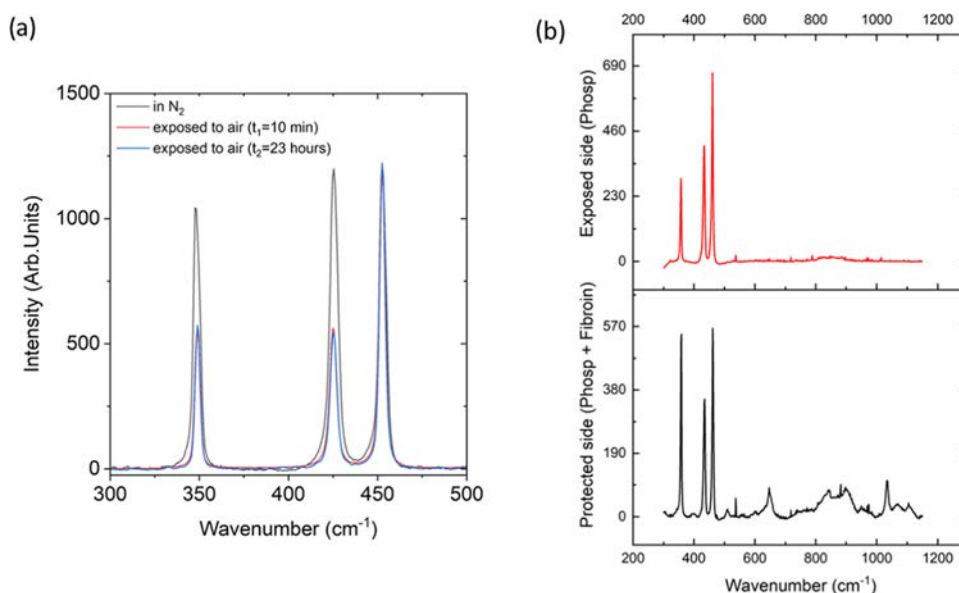 (a)
1500
1000
500
0
Intensity (Arb.Units)
in N2
exposed to air (t1=10 min)
exposed to air (t2=23 hours)
300 350 400 450 500
Wavenumber (cm-1)
(b)
200 400 600 800 1000 1200
690
460
230
0
Exposed side (Phosp)
570
380
190
0
Protected side (Phosp + Fibroin)
200 400 600 800 1000 1200
Wavenumber (cm-1)